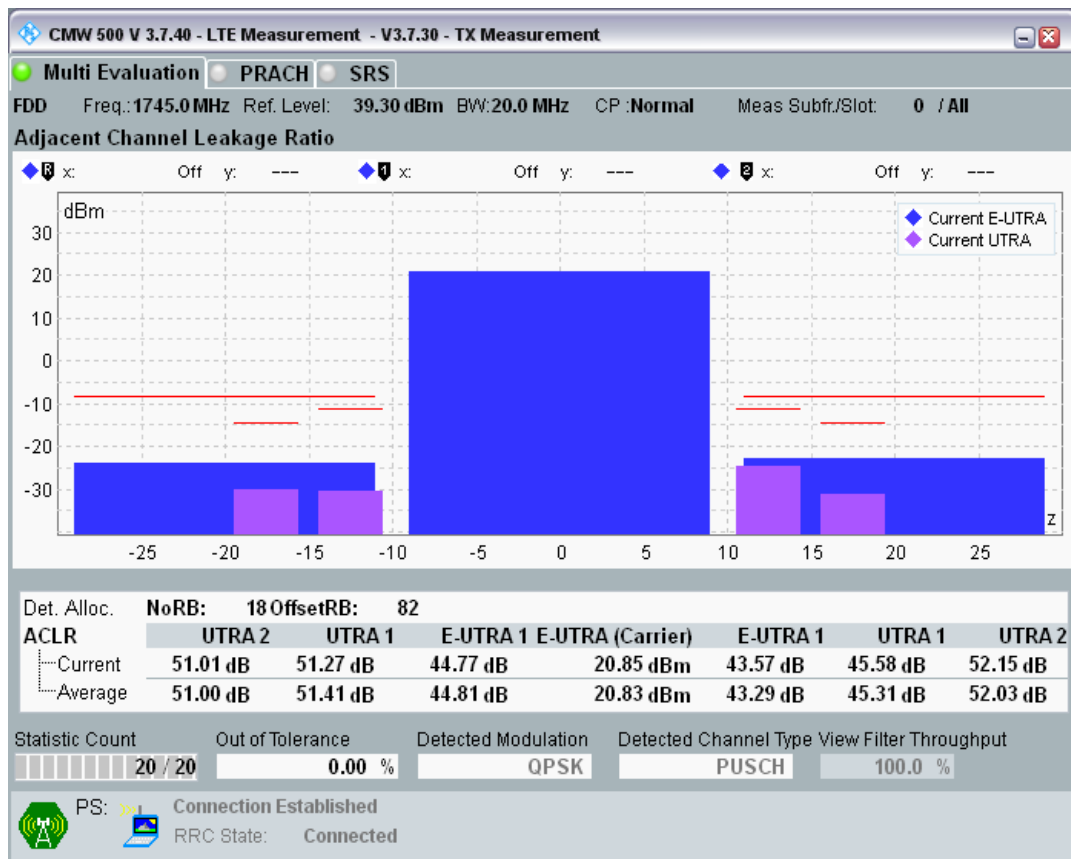 CMW 500 V 3.7.40 - LTE Measurement - V3.7.30 - TX Measurement
Multi Evaluation PRACH SRS
FDD Freq.:1745.0 MHz Ref. Level: 39.30 dBm BW:20.0 MHz CP :Normal Meas Subfr./Slot: 0 / All
Adjacent Channel Leakage Ratio
R x: Off y: --- 1 x: Off y: --- 2 x: Off y: ---
dBm
Current E-UTRA
Current UTRA
30
20
10
0
-10
-20
-30
z
-25 -20 -15 -10 -5 0 5 10 15 20 25
Det. Alloc. NoRB: 18 OffsetRB: 82
ACLR UTRA 2 UTRA 1 E-UTRA 1 E-UTRA (Carrier) E-UTRA 1 UTRA 1 UTRA 2
Current 51.01 dB 51.27 dB 44.77 dB 20.85 dBm 43.57 dB 45.58 dB 52.15 dB
Average 51.00 dB 51.41 dB 44.81 dB 20.83 dBm 43.29 dB 45.31 dB 52.03 dB
Statistic Count Out of Tolerance Detected Modulation Detected Channel Type View Filter Throughput
20 / 20 0.00 % QPSK PUSCH 100.0 %
PS: Connection Established
RRC State: Connected